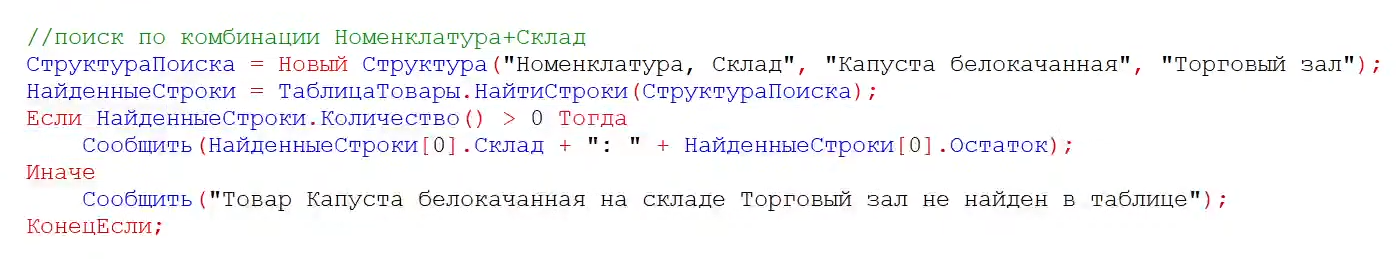 //поиск по комбинации Номенклатура+Склад
СтруктураПоиска = Новый Структура("Номенклатура, Склад", "Капуста белокачанная", "Торговый зал");
НайденныеСтроки = ТаблицаТовары.НайтиСтроки(СтруктураПоиска);
Если НайденныеСтроки.Количество() > 0 Тогда
    Сообщить(НайденныеСтроки[0].Склад + ": " + НайденныеСтроки[0].Остаток);
Иначе
    Сообщить("Товар Капуста белокачанная на складе Торговый зал не найден в таблице");
КонецЕсли;